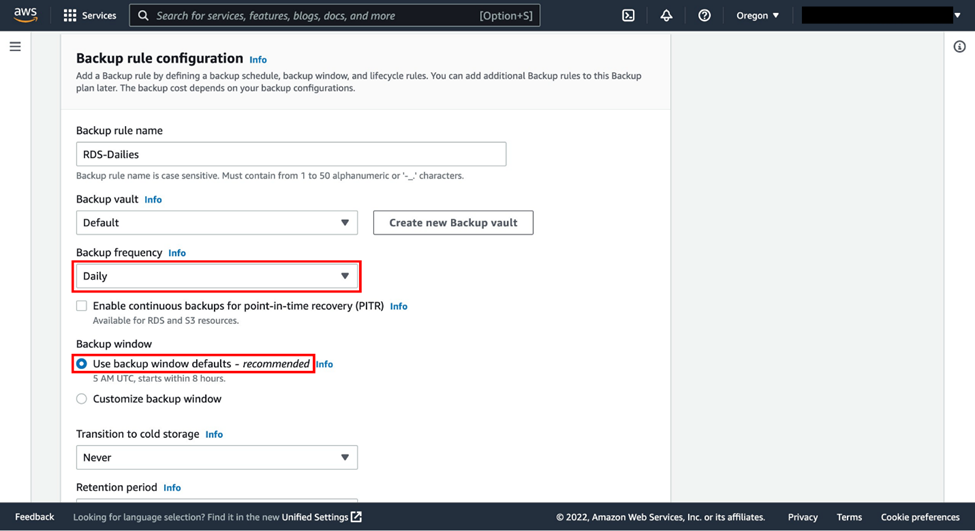 aws Services Search for services, features, blogs, docs, and more [Option+S] Oregon
Backup rule configuration Info
Add a Backup rule by defining a backup schedule, backup window, and lifecycle rules. You can add additional Backup rules to this Backup
plan later. The backup cost depends on your backup configurations.
Backup rule name
RDS-Dailies
Backup rule name is case sensitive. Must contain from 1 to 50 alphanumeric or '-_.' characters.
Backup vault Info
Default Create new Backup vault
Backup frequency Info
Daily
Enable continuous backups for point-in-time recovery (PITR) Info
Available for RDS and S3 resources.
Backup window
Use backup window defaults - recommended Info
5 AM UTC, starts within 8 hours.
Customize backup window
Transition to cold storage Info
Never
Retention period Info
Feedback Looking for language selection? Find it in the new Unified Settings © 2022, Amazon Web Services, Inc. or its affiliates. Privacy Terms Cookie preferences